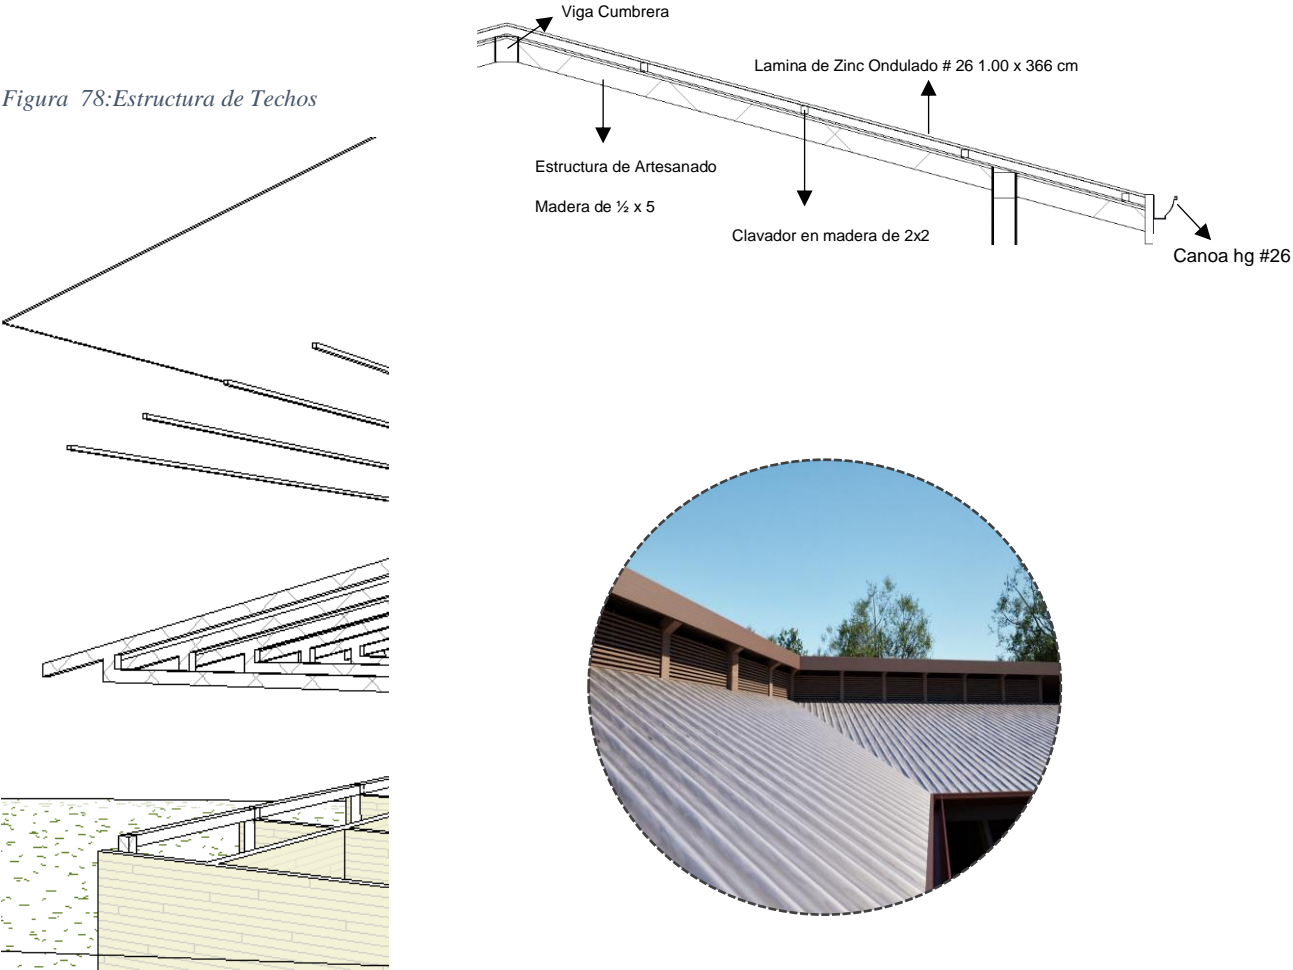 Viga Cumbrera
Lamina de Zinc Ondulado # 26 1.00 x 366 cm
Figura 78:Estructura de Techos
Estructura de Artesanado
Madera de ½ x 5
Clavador en madera de 2x2
Canoa hg #26